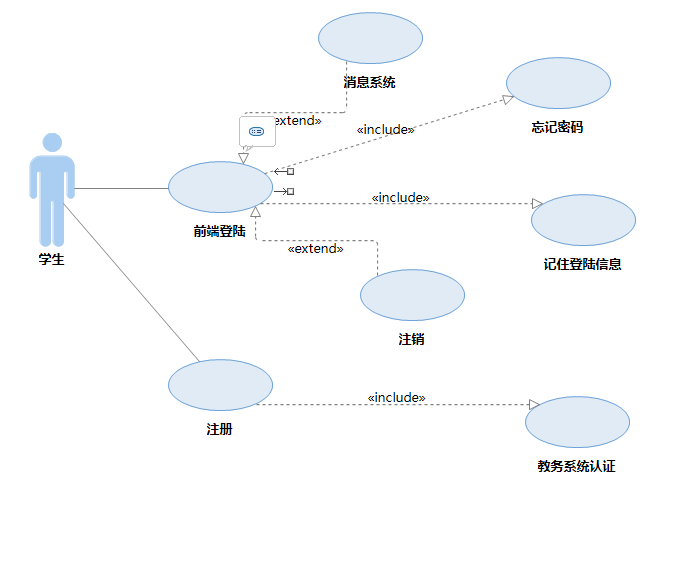 消息系统
extend»
«include»
忘记密码
前端登陆
«include»
学生
«extend»
记住登陆信息
注销
注册
«include»
教务系统认证